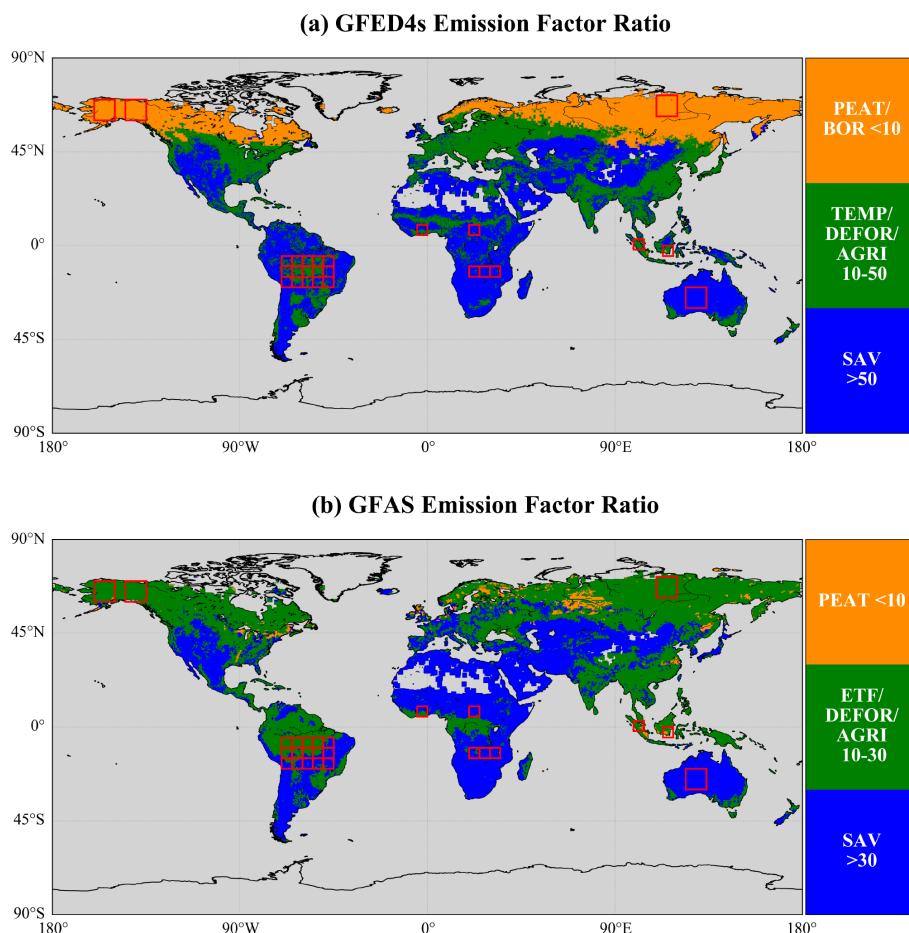 (a) GFED4s Emission Factor Ratio
90°N
45°N
0°
45°S
90°S
180°
90°W
0°
90°E
180°
PEAT/
BOR <10
TEMP/
DEFOR/
AGRI
10-50
SAV
>50
(b) GFAS Emission Factor Ratio
90°N
45°N
0°
45°S
90°S
180°
90°W
0°
90°E
180°
PEAT <10
ETF/
DEFOR/
AGRI
10-30
SAV
>30